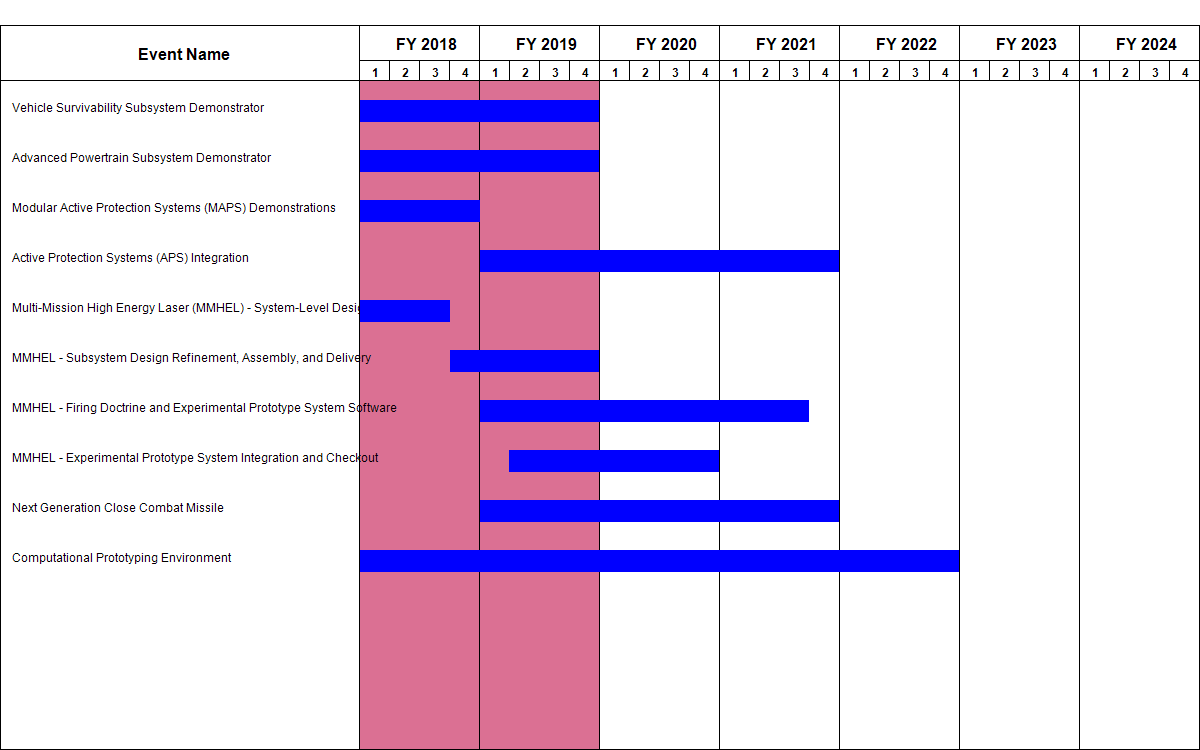 Event Name FY 2018 FY 2019 FY 2020 FY 2021 FY 2022 FY 2023 FY 2024
1 2 3 4 1 2 3 4 1 2 3 4 1 2 3 4 1 2 3 4 1 2 3 4 1 2 3 4
Vehicle Survivability Subsystem Demonstrator
Advanced Powertrain Subsystem Demonstrator
Modular Active Protection Systems (MAPS) Demonstrations
Active Protection Systems (APS) Integration
Multi-Mission High Energy Laser (MMHEL) - System-Level
MMHEL - Subsystem Design Refinement, Assembly, and Delivery
MMHEL - Firing Doctrine and Experimental Prototype System Software
MMHEL - Experimental Prototype System Integration and Checkout
Next Generation Close Combat Missile
Computational Prototyping Environment